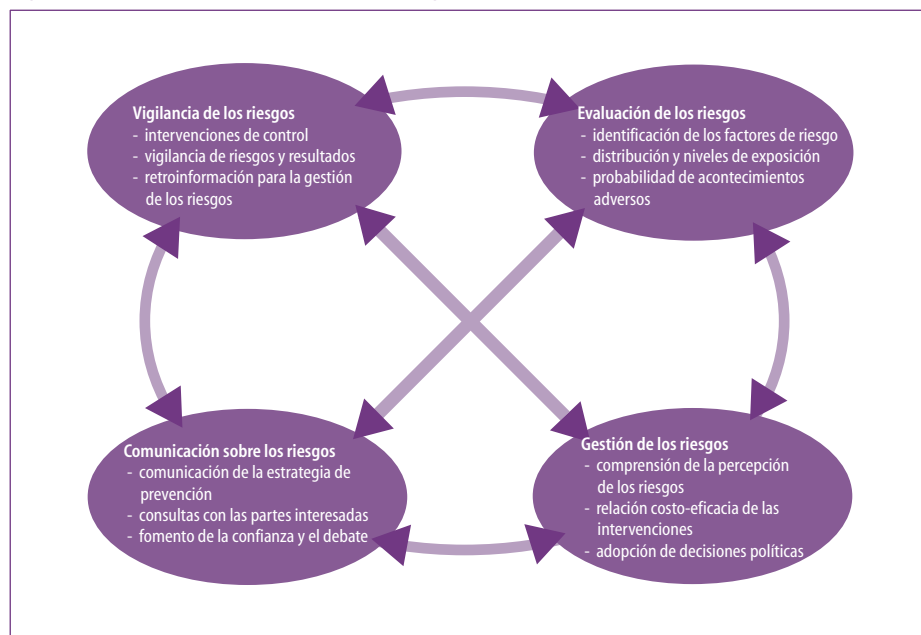 Vigilancia de los riesgos
- intervenciones de control
- vigilancia de riesgos y resultados
- retroinformación para la gestión
de los riesgos
Evaluación de los riesgos
- identificación de los factores de riesgo
- distribución y niveles de exposición
- probabilidad de acontecimientos
adversos
Comunicación sobre los riesgos
- comunicación de la estrategia de
prevención
- consultas con las partes interesadas
- fomento de la confianza y el debate
Gestión de los riesgos
- comprensión de la percepción
de los riesgos
- relación costo-eficacia de las
intervenciones
- adopción de decisiones políticas